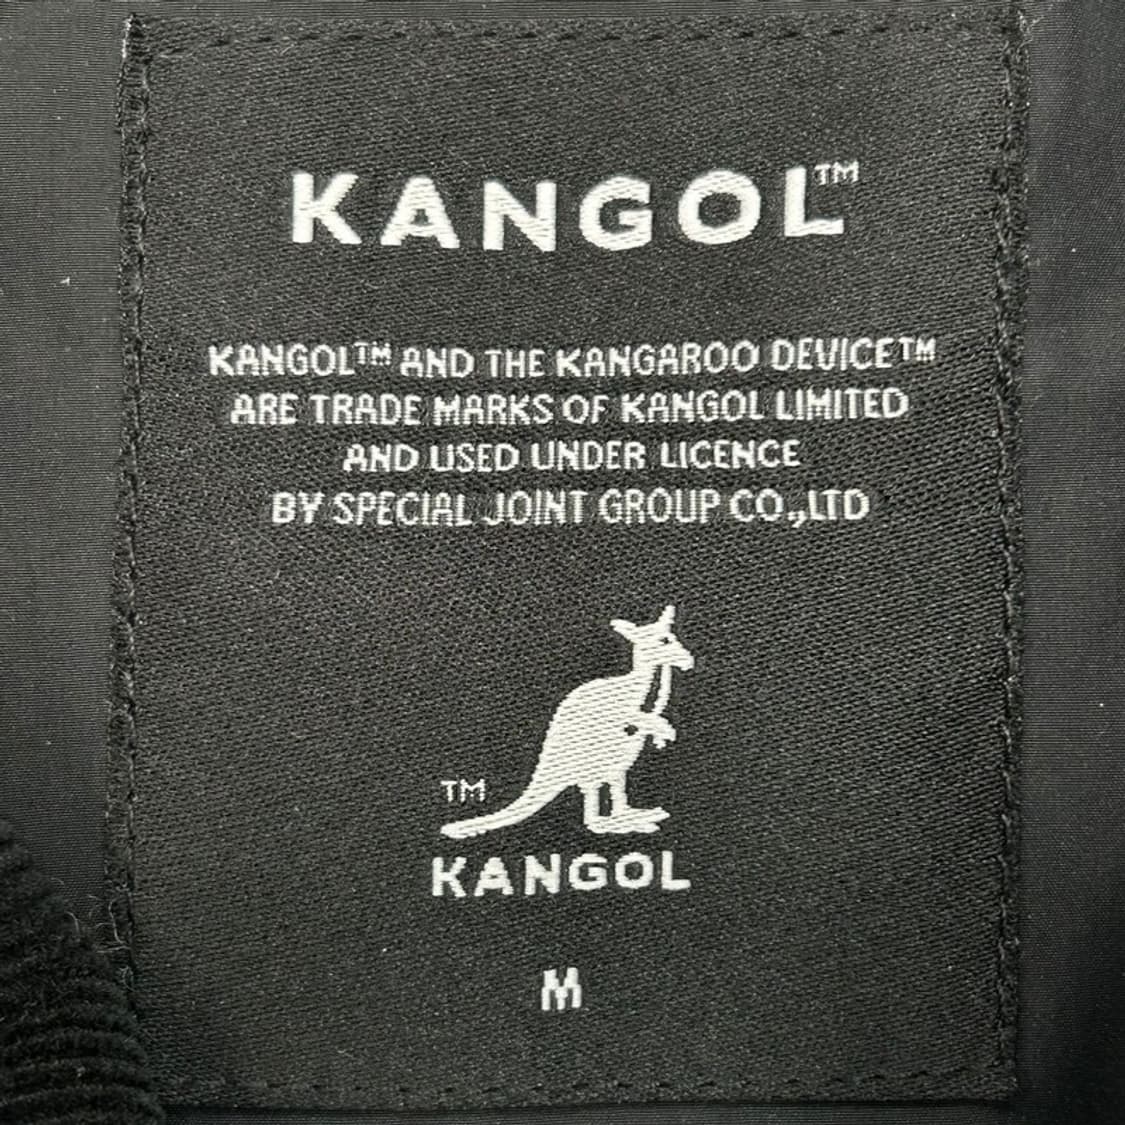 KANGOL™
KANGOL™ AND THE KANGAROO DEVICE™
ARE TRADE MARKS OF KANGOL LIMITED
AND USED UNDER LICENCE
BY SPECIAL JOINT GROUP CO.,LTD
TM
KANGOL
M